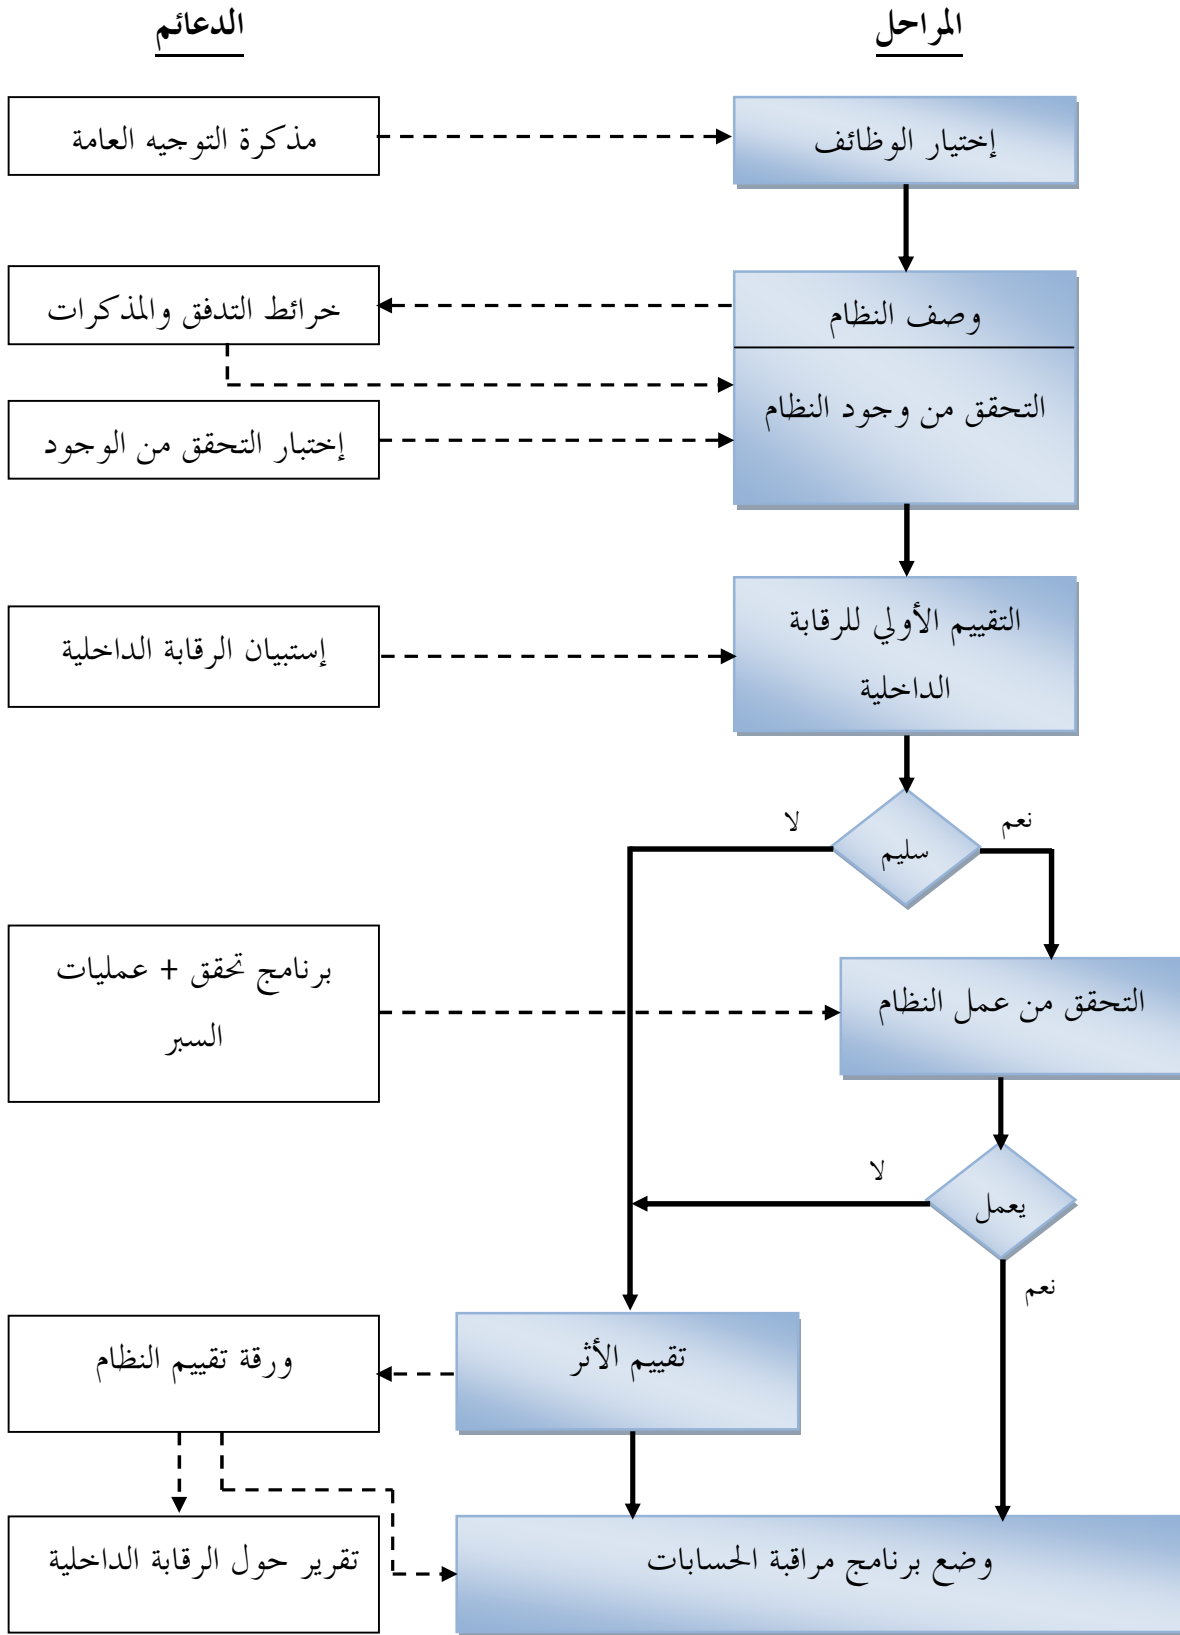 المراحل
الدعائم
إختيار الوظائف
مذكرة التوجيه العامة
وصف النظام
خرائط التدفق والمذكرات
التحقق من وجود النظام
إختبار التحقق من الوجود
التقييم الأولي للرقابة
الداخلية
إستبيان الرقابة الداخلية
نعم
لا
سليم
التحقق من عمل النظام
برنامج تحقق + عمليات
السبر
لا
يعمل
نعم
تقييم الأثر
ورقة تقييم النظام
وضع برنامج مراقبة الحسابات
تقرير حول الرقابة الداخلية